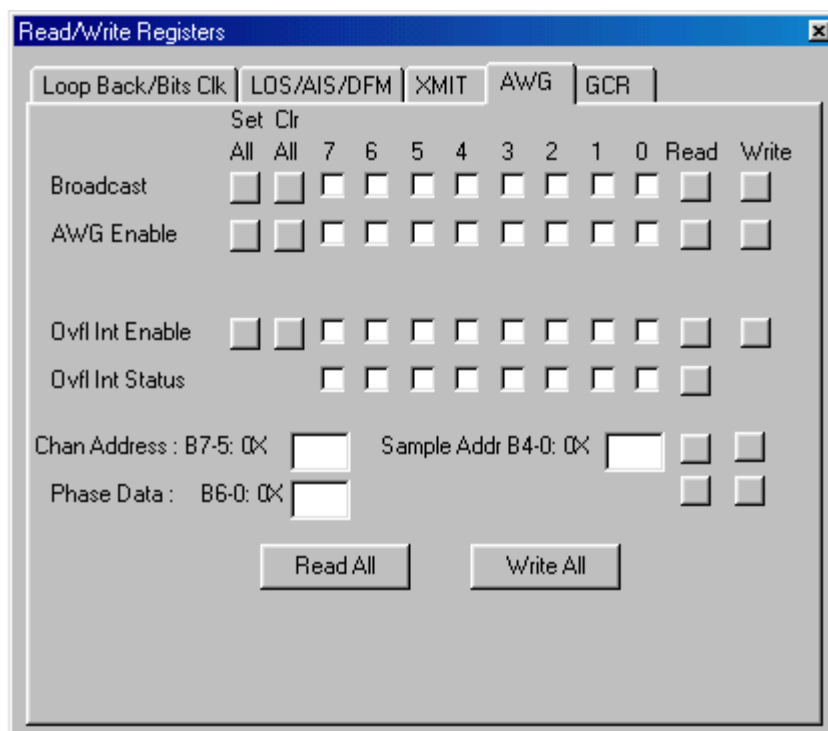 Read/Write Registers
Loop Back/Bits Clk LOS/AIS/DFM XMIT AWG GCR
Set Clr
All All 7 6 5 4 3 2 1 0 Read Write
Broadcast
AWG Enable
Ovfl Int Enable
Ovfl Int Status
Chan Address : B7-5: 0X Sample Addr B4-0: 0X
Phase Data : B6-0: 0X
Read All Write All